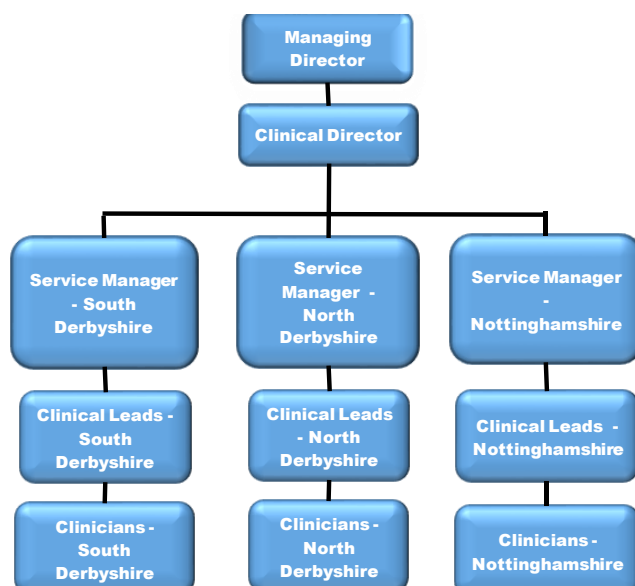 Managing
Director
Clinical Director
Service Manager
- South
Derbyshire
Service
Manager -
North
Derbyshire
Service Manager
-
Nottinghamshire
Clinical Leads -
South
Derbyshire
Clinical Leads
- North
Derbyshire
Clinical Leads -
Nottinghamshire
Clinicians -
South
Derbyshire
Clinicians -
North
Derbyshire
Clinicians -
Nottinghamshire